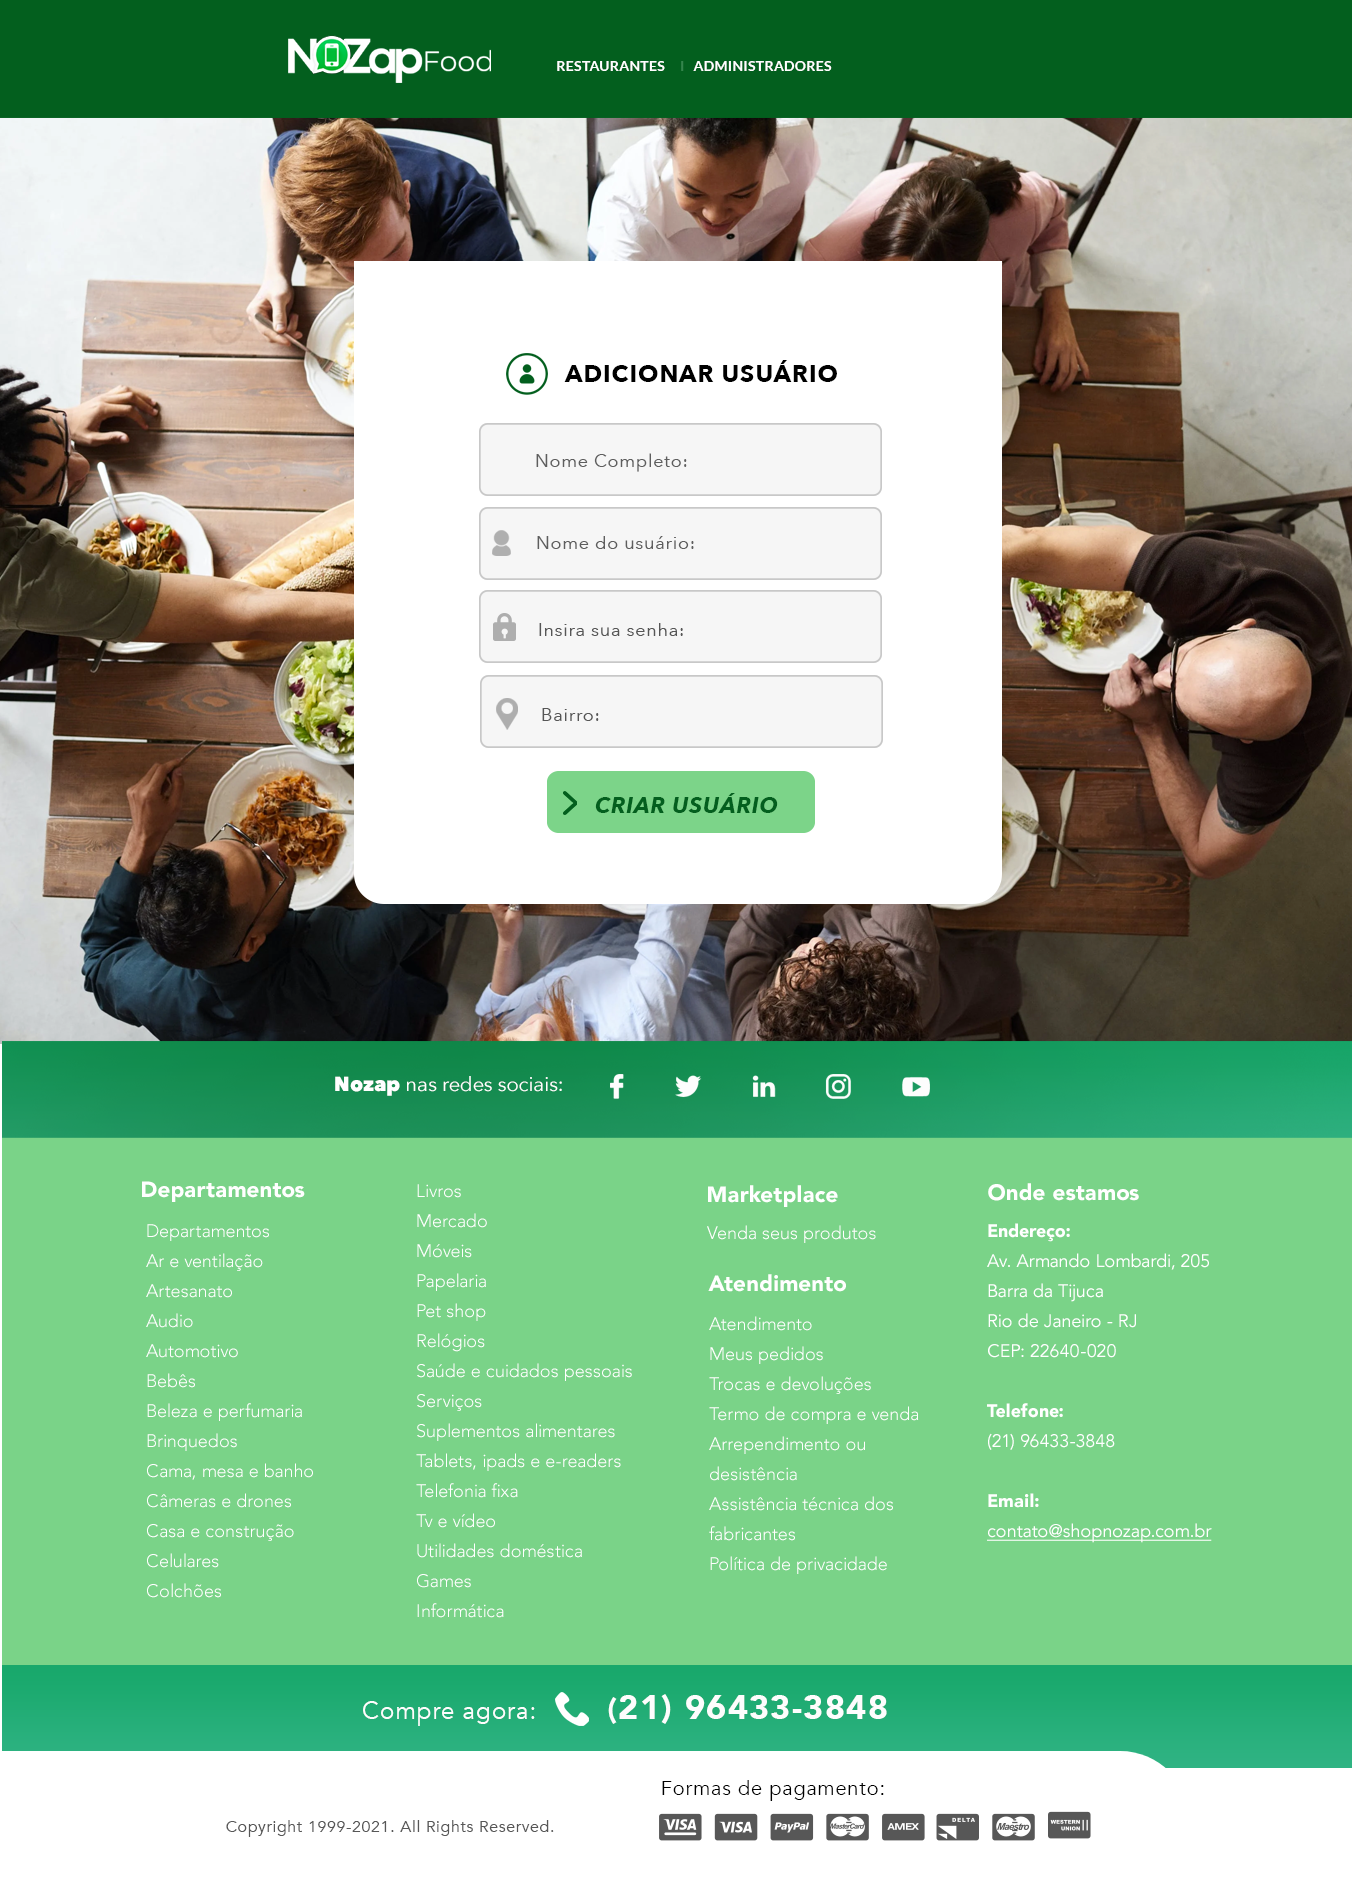 NOZapFood
RESTAURANTES | ADMINISTRADORES
ADICIONAR USUÁRIO
Nome Completo:
Nome do usuário:
Insira sua senha:
Bairro:
CRIAR USUÁRIO
Nozap nas redes sociais:
Departamentos
Departamentos
Ar e ventilação
Artesanato
Audio
Automotivo
Bebês
Beleza e perfumaria
Brinquedos
Cama, mesa e banho
Câmeras e drones
Casa e construção
Celulares
Colchões
Livros
Mercado
Móveis
Papelaria
Pet shop
Relógios
Saúde e cuidados pessoais
Serviços
Suplementos alimentares
Tablets, ipads e e-readers
Telefonia fixa
Tv e vídeo
Utilidades doméstica
Games
Informática
Marketplace
Venda seus produtos
Atendimento
Atendimento
Meus pedidos
Trocas e devoluções
Termo de compra e venda
Arrependimento ou
desistência
Assistência técnica dos
fabricantes
Política de privacidade
Onde estamos
Endereço:
Av. Armando Lombardi, 205
Barra da Tijuca
Rio de Janeiro - RJ
CEP: 22640-020
Telefone:
(21) 96433-3848
Email:
contato@shopnozap.com.br
Compre agora: (21) 96433-3848
Formas de pagamento:
VISA VISA PayPal MasterCard AMEX DELTA Maestro WESTERN UNION
Copyright 1999-2021. All Rights Reserved.